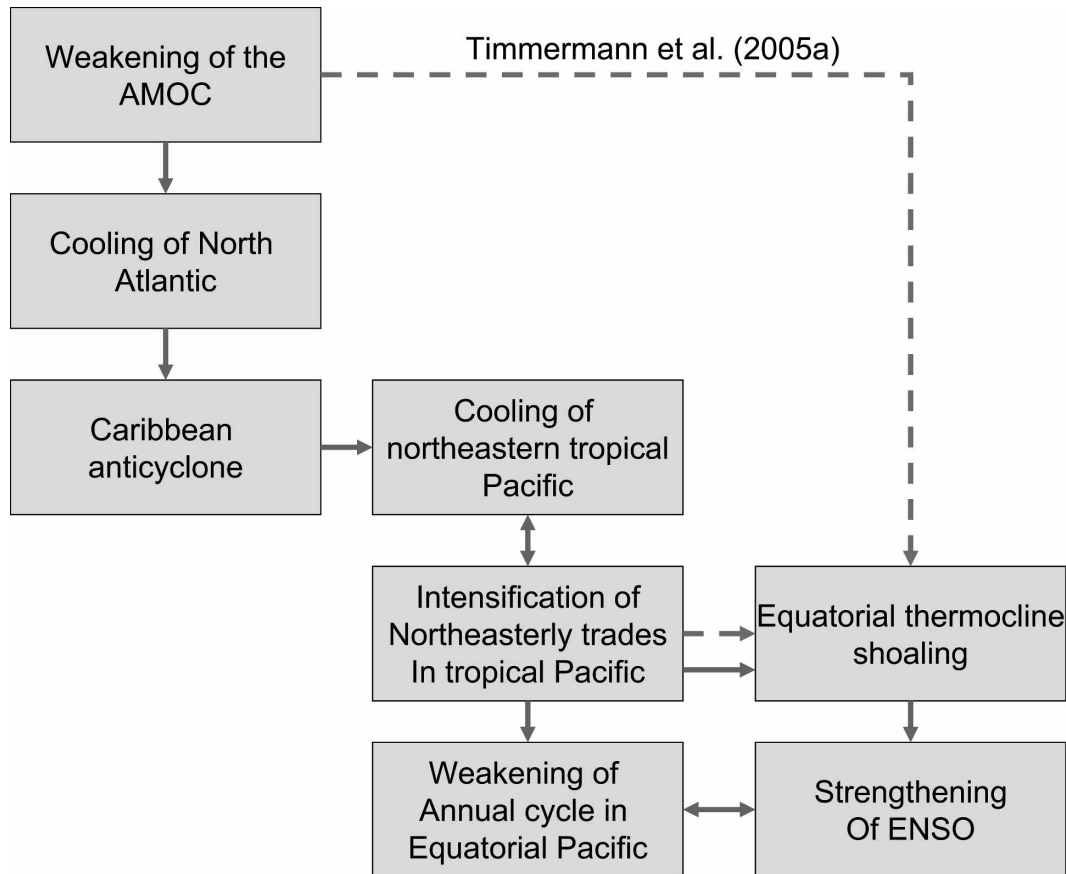 Weakening of the
AMOC
Timmermann et al. (2005a)
Cooling of North
Atlantic
Caribbean
anticyclone
Cooling of
northeastern tropical
Pacific
Intensification of
Northeasterly trades
In tropical Pacific
Equatorial thermocline
shoaling
Weakening of
Annual cycle in
Equatorial Pacific
Strengthening
Of ENSO